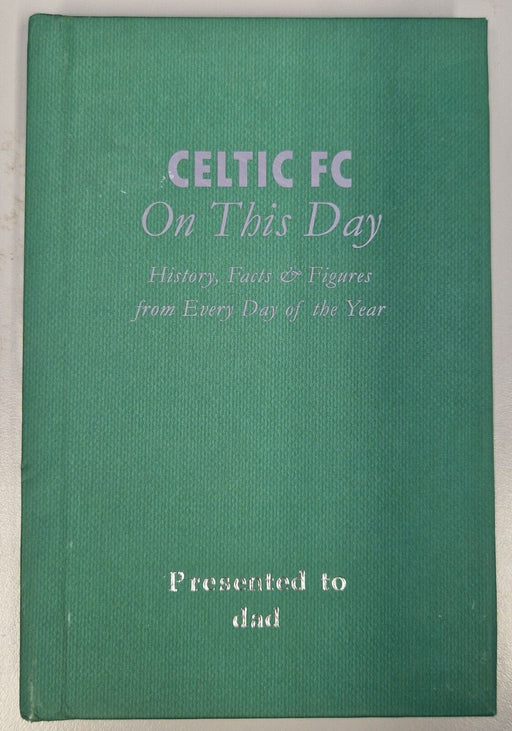 CELTIC FC
On This Day
History, Facts & Figures
from Every Day of the Year
Presented to
dad